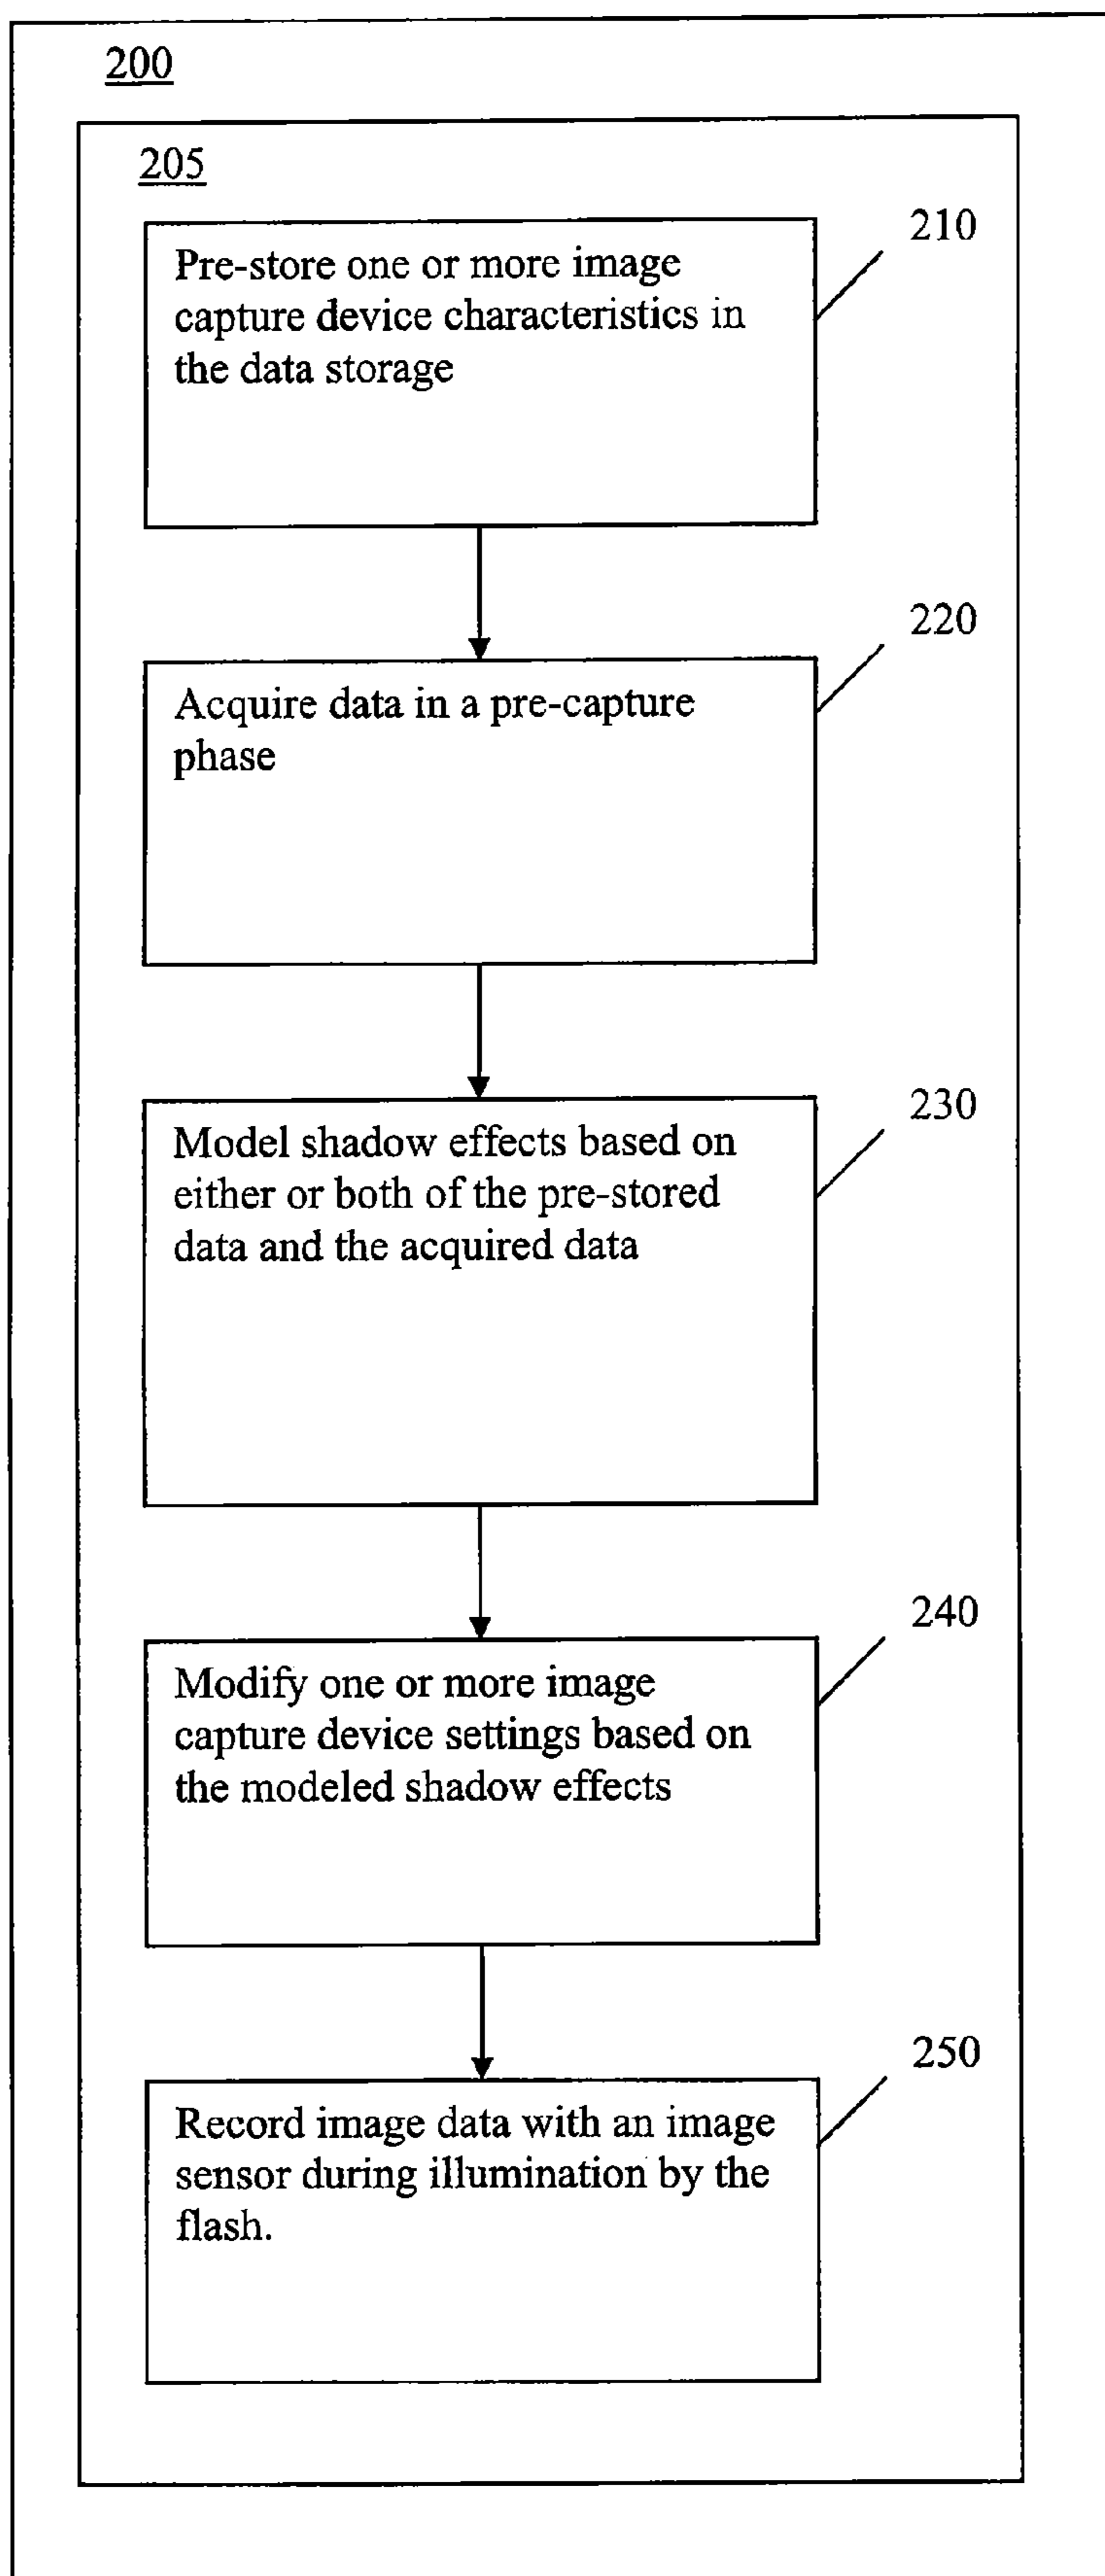 200
205
210
Pre-store one or more image
capture device characteristics in
the data storage
220
Acquire data in a pre-capture
phase
230
Model shadow effects based on
either or both of the pre-stored
data and the acquired data
240
Modify one or more image
capture device settings based on
the modeled shadow effects
250
Record image data with an image
sensor during illumination by the
flash.